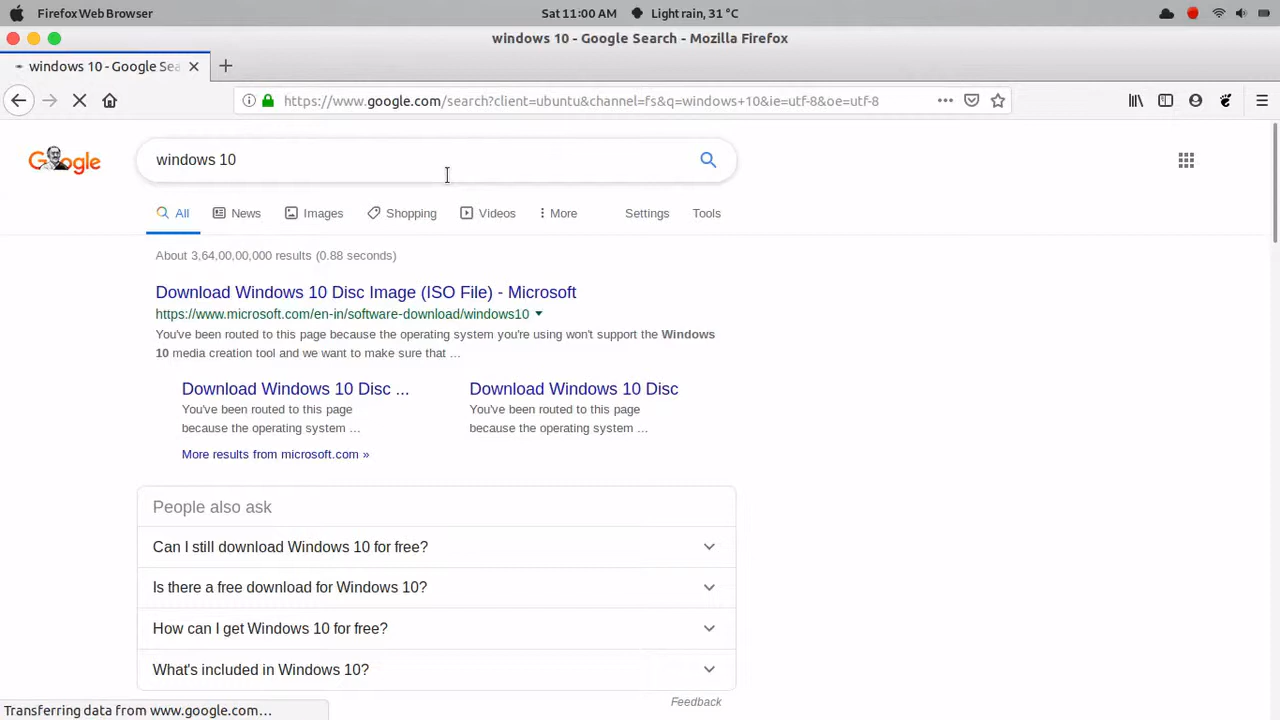 Firefox Web Browser
Sat 11:00 AM Light rain, 31 °C
windows 10 - Google Search - Mozilla Firefox
windows 10 - Google Sea
https://www.google.com/search?client=ubuntu&channel=fs&q=windows+10&ie=utf-8&oe=utf-8
Google
windows 10
All News Images Shopping Videos More Settings Tools
About 3,64,00,00,000 results (0.88 seconds)
Download Windows 10 Disc Image (ISO File) - Microsoft
https://www.microsoft.com/en-in/software-download/windows10
You've been routed to this page because the operating system you're using won't support the Windows
10 media creation tool and we want to make sure that ...
Download Windows 10 Disc ...
You've been routed to this page
because the operating system ...
Download Windows 10 Disc
You've been routed to this page
because the operating system ...
More results from microsoft.com »
People also ask
Can I still download Windows 10 for free?
Is there a free download for Windows 10?
How can I get Windows 10 for free?
What's included in Windows 10?
Feedback
Transferring data from www.google.com…